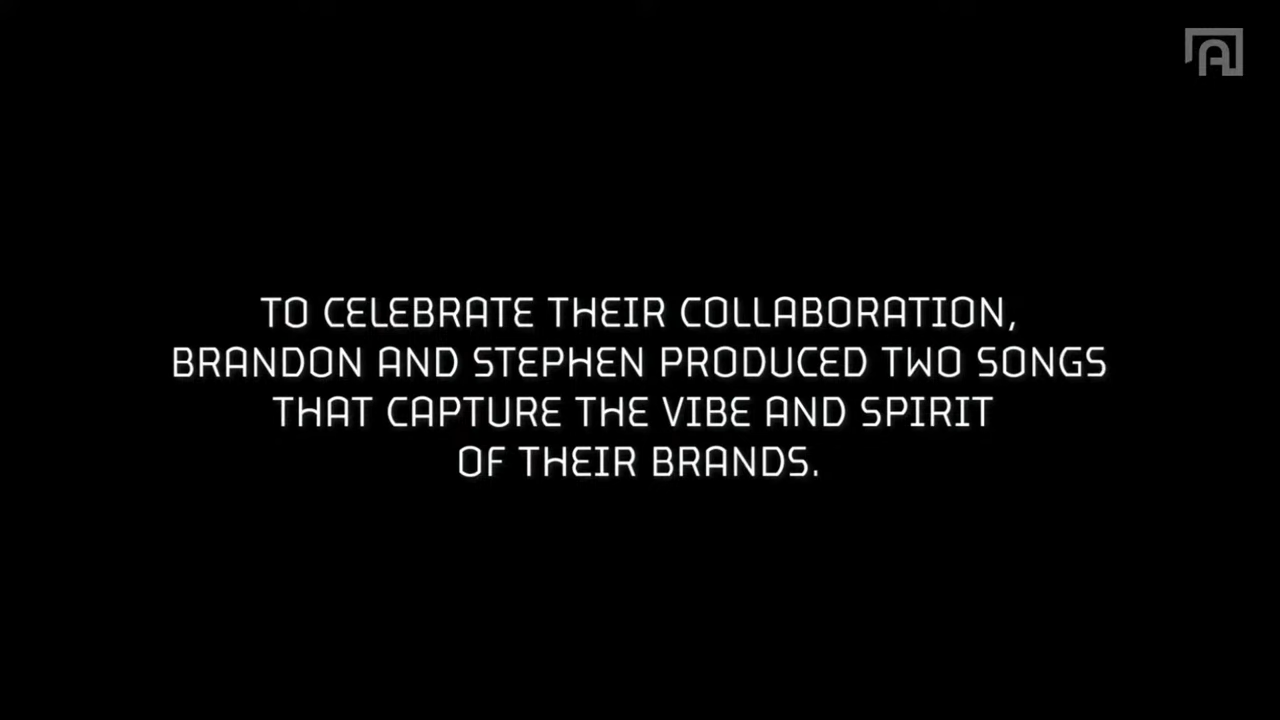 TO CELEBRATE THEIR COLLABORATION,
BRANDON AND STEPHEN PRODUCED TWO SONGS
THAT CAPTURE THE VIBE AND SPIRIT
OF THEIR BRANDS.